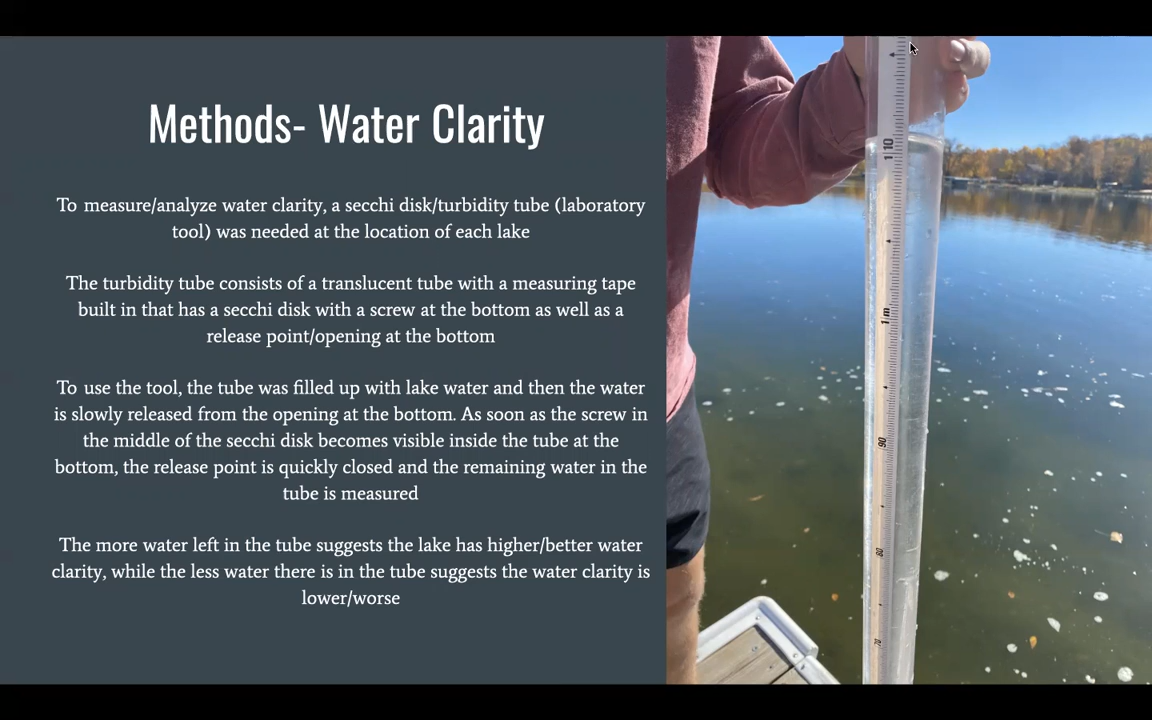 Methods- Water Clarity
To measure/analyze water clarity, a secchi disk/turbidity tube (laboratory
tool) was needed at the location of each lake
The turbidity tube consists of a translucent tube with a measuring tape
built in that has a secchi disk with a screw at the bottom as well as a
release point/opening at the bottom
To use the tool, the tube was filled up with lake water and then the water
is slowly released from the opening at the bottom. As soon as the screw in
the middle of the secchi disk becomes visible inside the tube at the
bottom, the release point is quickly closed and the remaining water in the
tube is measured
The more water left in the tube suggests the lake has higher/better water
clarity, while the less water there is in the tube suggests the water clarity is
lower/worse
1 10
1m
90
80
70